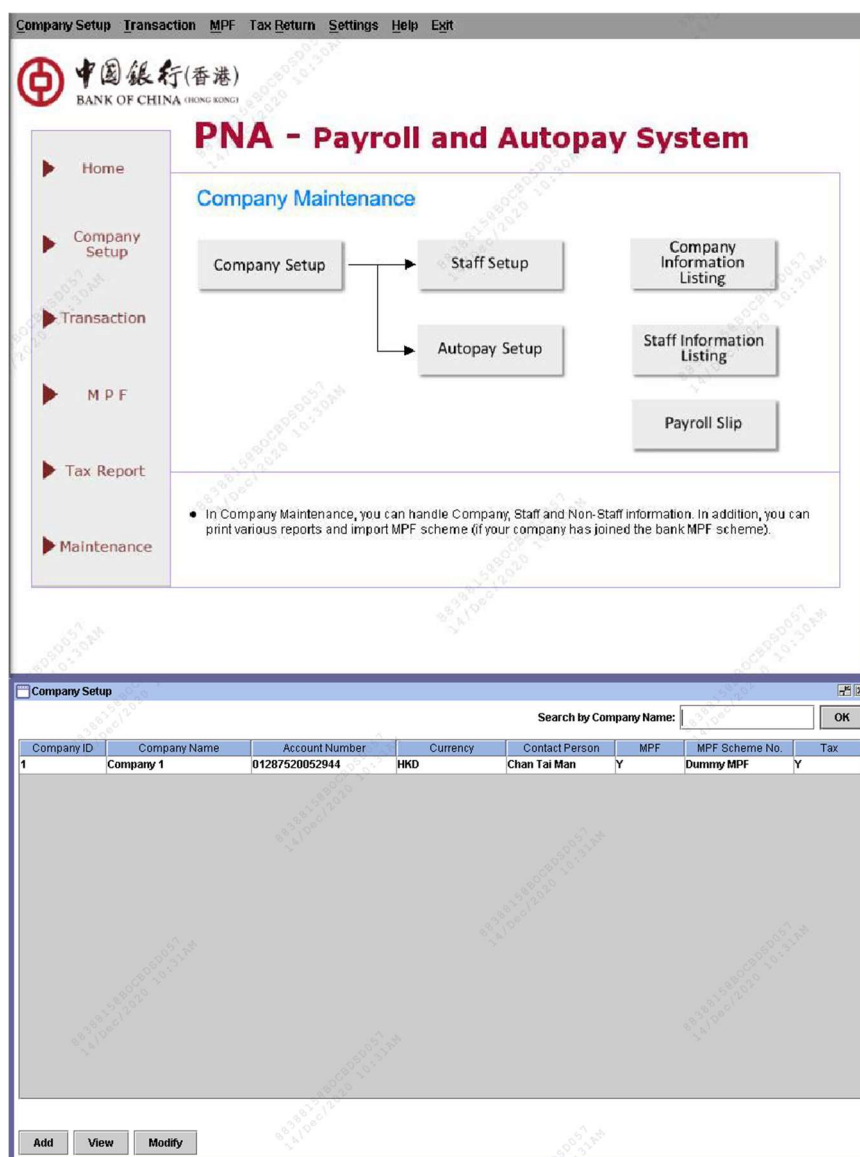 Company Setup Transaction MPF Tax Return Settings Help Exit
中國銀行(香港)
BANK OF CHINA (HONG KONG)
PNA - Payroll and Autopay System
Home
Company
Setup
Transaction
M P F
Tax Report
Maintenance
Company Maintenance
Company Setup
Staff Setup
Company
Information
Listing
Autopay Setup
Staff Information
Listing
Payroll Slip
• In Company Maintenance, you can handle Company, Staff and Non-Staff information. In addition, you can
print various reports and import MPF scheme (if your company has joined the bank MPF scheme).
Company Setup
Search by Company Name: OK
Company ID Company Name Account Number Currency Contact Person MPF MPF Scheme No. Tax
1 Company 1 01287520052944 HKD Chan Tai Man Y Dummy MPF Y
Add View Modify